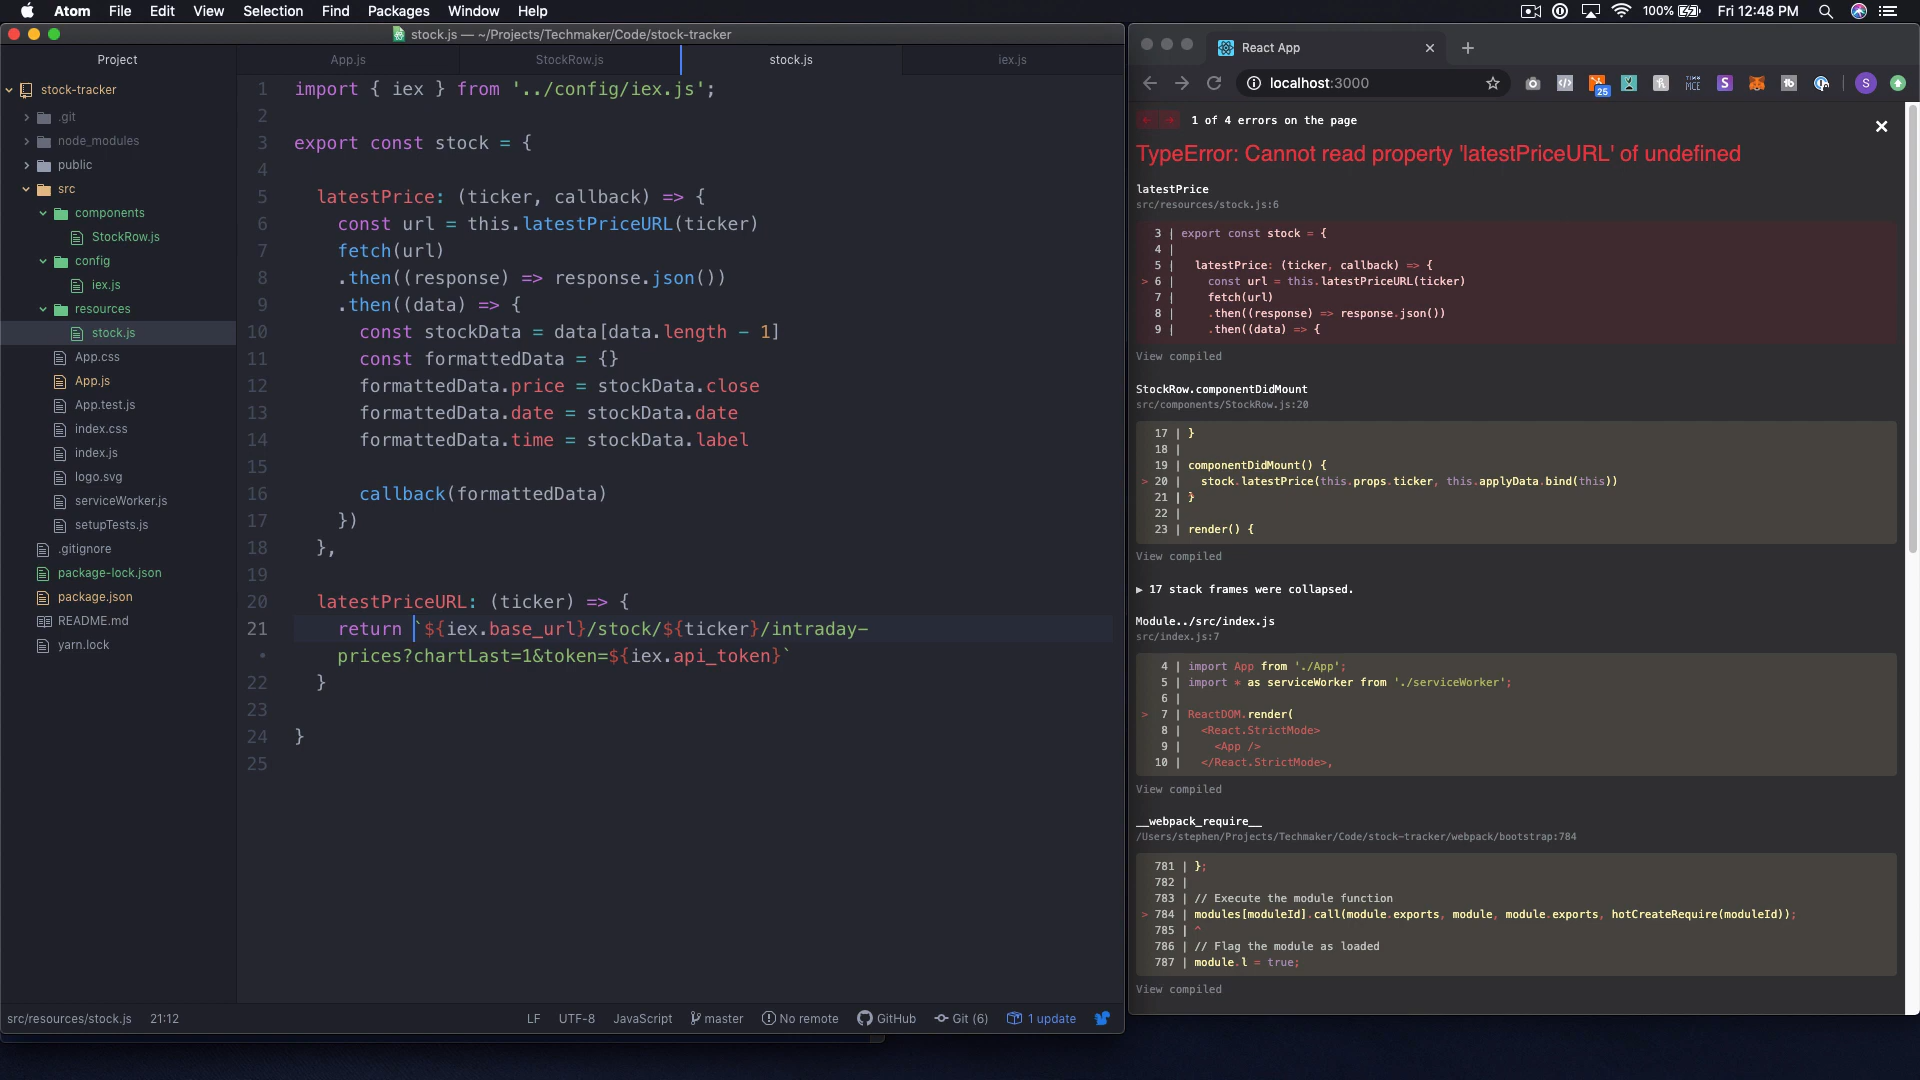 Atom File Edit View Selection Find Packages Window Help
100% Fri 12:48 PM
stock.js — ~/Projects/Techmaker/Code/stock-tracker
Project
stock-tracker
.git
node_modules
public
src
components
StockRow.js
config
iex.js
resources
stock.js
App.css
App.js
App.test.js
index.css
index.js
logo.svg
serviceWorker.js
setupTests.js
.gitignore
package-lock.json
package.json
README.md
yarn.lock
App.js StockRow.js stock.js iex.js
1 import { iex } from '../config/iex.js';
2
3 export const stock = {
4
5 latestPrice: (ticker, callback) => {
6 const url = this.latestPriceURL(ticker)
7 fetch(url)
8 .then((response) => response.json())
9 .then((data) => {
10 const stockData = data[data.length - 1]
11 const formattedData = {}
12 formattedData.price = stockData.close
13 formattedData.date = stockData.date
14 formattedData.time = stockData.label
15
16 callback(formattedData)
17 })
18 },
19
20 latestPriceURL: (ticker) => {
21 return `${iex.base_url}/stock/${ticker}/intraday-
• prices?chartLast=1&token=${iex.api_token}`
22 }
23
24 }
25
src/resources/stock.js 21:12 LF UTF-8 JavaScript master No remote GitHub Git (6) 1 update
React App
localhost:3000
25
S
S
1 of 4 errors on the page
TypeError: Cannot read property 'latestPriceURL' of undefined
latestPrice
src/resources/stock.js:6
3 | export const stock = {
4 |
5 | latestPrice: (ticker, callback) => {
> 6 | const url = this.latestPriceURL(ticker)
7 | fetch(url)
8 | .then((response) => response.json())
9 | .then((data) => {
View compiled
StockRow.componentDidMount
src/components/StockRow.js:20
17 | }
18 |
19 | componentDidMount() {
> 20 | stock.latestPrice(this.props.ticker, this.applyData.bind(this))
21 | }
22 |
23 | render() {
View compiled
▶ 17 stack frames were collapsed.
Module../src/index.js
src/index.js:7
4 | import App from './App';
5 | import * as serviceWorker from './serviceWorker';
6 |
> 7 | ReactDOM.render(
8 | <React.StrictMode>
9 | <App />
10 | </React.StrictMode>,
View compiled
__webpack_require__
/Users/stephen/Projects/Techmaker/Code/stock-tracker/webpack/bootstrap:784
781 | };
782 |
783 | // Execute the module function
> 784 | modules[moduleId].call(module.exports, module, module.exports, hotCreateRequire(moduleId));
785 | ^
786 | // Flag the module as loaded
787 | module.l = true;
View compiled